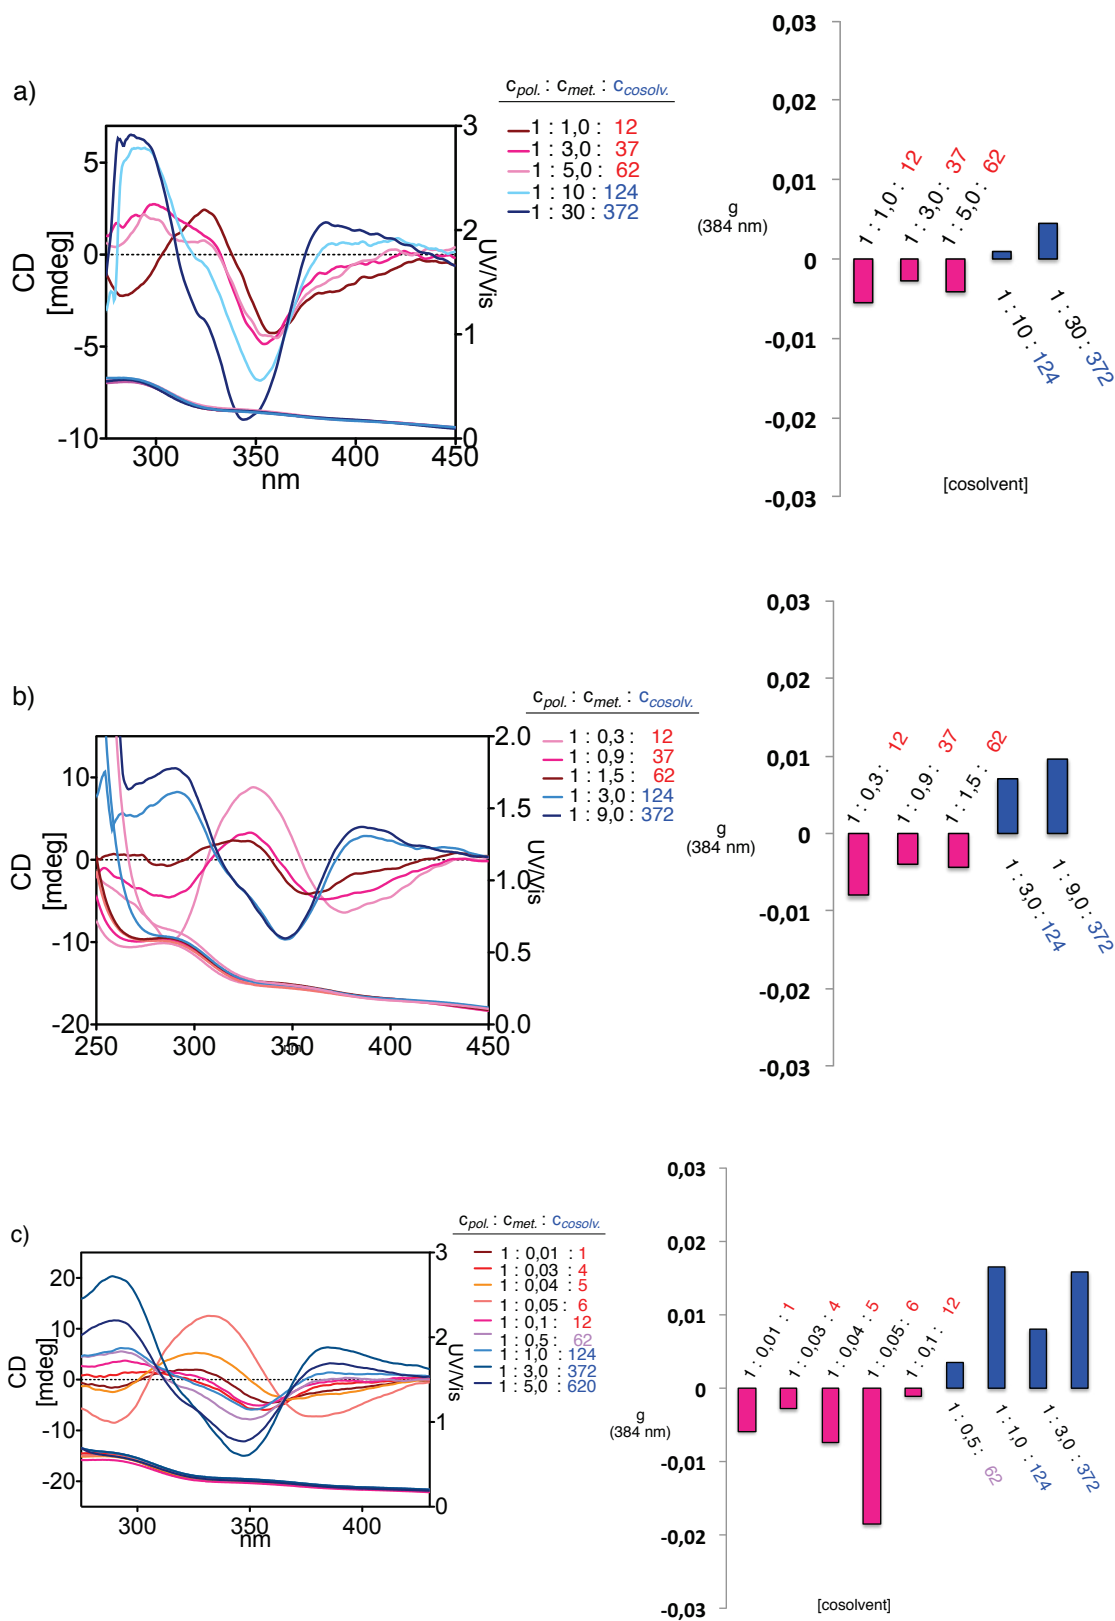 a)
c_pol. : c_met. : c_cosolv.
1 : 1,0 : 12
1 : 3,0 : 37
1 : 5,0 : 62
1 : 10 : 124
1 : 30 : 372
CD
[mdeg]
5
0
-5
-10
3
2
1
0
UV/Vis
300 350 400 450
nm
0,03
0,02
0,01
0
-0,01
-0,02
-0,03
g
(384 nm)
1 : 1,0 : 12
1 : 3,0 : 37
1 : 5,0 : 62
1 : 10 : 124
1 : 30 : 372
[cosolvent]
b)
c_pol. : c_met. : c_cosolv.
1 : 0,3 : 12
1 : 0,9 : 37
1 : 1,5 : 62
1 : 3,0 : 124
1 : 9,0 : 372
CD
[mdeg]
10
0
-10
-20
2.0
1.5
1.0
0.5
0.0
UV/Vis
250 300 350 400 450
nm
0,03
0,02
0,01
0
-0,01
-0,02
-0,03
g
(384 nm)
1 : 0,3 : 12
1 : 0,9 : 37
1 : 1,5 : 62
1 : 3,0 : 124
1 : 9,0 : 372
c)
c_pol. : c_met. : c_cosolv.
1 : 0,01 : 1
1 : 0,03 : 4
1 : 0,04 : 5
1 : 0,05 : 6
1 : 0,1 : 12
1 : 0,5 : 62
1 : 1,0 : 124
1 : 3,0 : 372
1 : 5,0 : 620
CD
[mdeg]
20
10
0
-10
-20
3
2
1
0
UV/Vis
300 350 400
nm
0,03
0,02
0,01
0
-0,01
-0,02
-0,03
g
(384 nm)
1 : 0,01 : 1
1 : 0,03 : 4
1 : 0,04 : 5
1 : 0,05 : 6
1 : 0,1 : 12
1 : 0,5 : 62
1 : 1,0 : 124
1 : 3,0 : 372
[cosolvent]